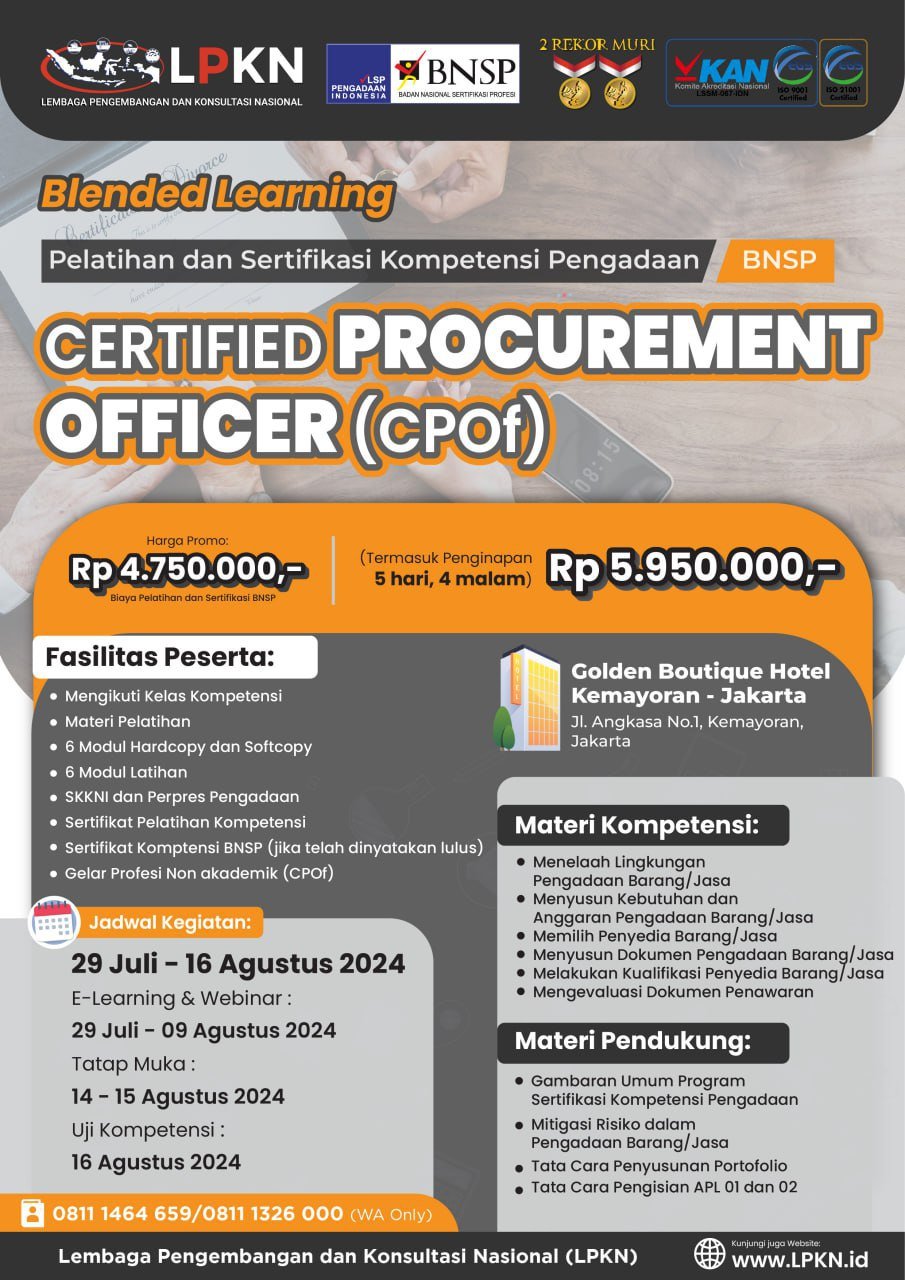 LPKN
LEMBAGA PENGEMBANGAN DAN KONSULTASI NASIONAL
LSP
PENGADAAN
INDONESIA
BNSP
BADAN NASIONAL SERTIFIKASI PROFESI
2 REKOR MURI
KAN
Komite Akreditasi Nasional
LSSM-067-IDN
ISO 9001
Certified
ISO 21001
Certified
Certificate of Divorce
Blended Learning
Pelatihan dan Sertifikasi Kompetensi Pengadaan
BNSP
CERTIFIED PROCUREMENT
OFFICER (CPOf)
08:15
Harga Promo:
Rp 4.750.000,-
Biaya Pelatihan dan Sertifikasi BNSP
(Termasuk Penginapan
5 hari, 4 malam)
Rp 5.950.000,-
Fasilitas Peserta:
• Mengikuti Kelas Kompetensi
• Materi Pelatihan
• 6 Modul Hardcopy dan Softcopy
• 6 Modul Latihan
• SKKNI dan Perpres Pengadaan
• Sertifikat Pelatihan Kompetensi
• Sertifikat Komptensi BNSP (jika telah dinyatakan lulus)
• Gelar Profesi Non akademik (CPOf)
HOTEL
Golden Boutique Hotel
Kemayoran - Jakarta
Jl. Angkasa No.1, Kemayoran,
Jakarta
Jadwal Kegiatan:
29 Juli - 16 Agustus 2024
E-Learning & Webinar :
29 Juli - 09 Agustus 2024
Tatap Muka :
14 - 15 Agustus 2024
Uji Kompetensi :
16 Agustus 2024
Materi Kompetensi:
• Menelaah Lingkungan
Pengadaan Barang/Jasa
• Menyusun Kebutuhan dan
Anggaran Pengadaan Barang/Jasa
• Memilih Penyedia Barang/Jasa
• Menyusun Dokumen Pengadaan Barang/Jasa
• Melakukan Kualifikasi Penyedia Barang/Jasa
• Mengevaluasi Dokumen Penawaran
Materi Pendukung:
• Gambaran Umum Program
Sertifikasi Kompetensi Pengadaan
• Mitigasi Risiko dalam
Pengadaan Barang/Jasa
• Tata Cara Penyusunan Portofolio
• Tata Cara Pengisian APL 01 dan 02
0811 1464 659/0811 1326 000 (WA Only)
Lembaga Pengembangan dan Konsultasi Nasional (LPKN)
Kunjungi juga Website:
www.LPKN.id